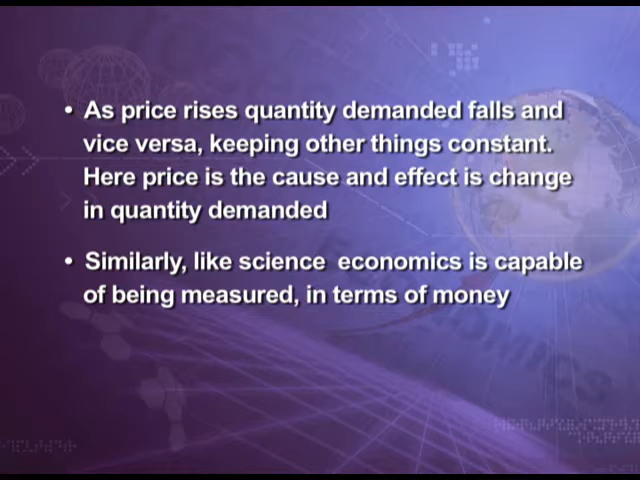 • As price rises quantity demanded falls and
vice versa, keeping other things constant.
Here price is the cause and effect is change
in quantity demanded
• Similarly, like science economics is capable
of being measured, in terms of money